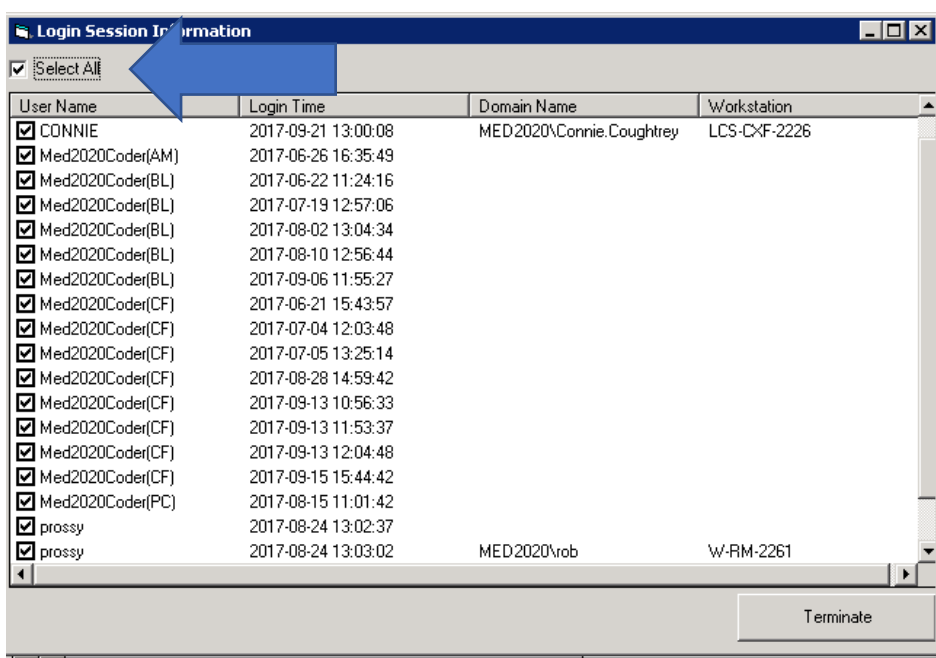 Login Session Information
Select All
User Name Login Time Domain Name Workstation
CONNIE 2017-09-21 13:00:08 MED2020\Connie.Coughtrey LCS-CXF-2226
Med2020Coder(AM) 2017-06-26 16:35:49
Med2020Coder(BL) 2017-06-22 11:24:16
Med2020Coder(BL) 2017-07-19 12:57:06
Med2020Coder(BL) 2017-08-02 13:04:34
Med2020Coder(BL) 2017-08-10 12:56:44
Med2020Coder(BL) 2017-09-06 11:55:27
Med2020Coder(CF) 2017-06-21 15:43:57
Med2020Coder(CF) 2017-07-04 12:03:48
Med2020Coder(CF) 2017-07-05 13:25:14
Med2020Coder(CF) 2017-08-28 14:59:42
Med2020Coder(CF) 2017-09-13 10:56:33
Med2020Coder(CF) 2017-09-13 11:53:37
Med2020Coder(CF) 2017-09-13 12:04:48
Med2020Coder(CF) 2017-09-15 15:44:42
Med2020Coder(PC) 2017-08-15 11:01:42
prossy 2017-08-24 13:02:37
prossy 2017-08-24 13:03:02 MED2020\rob W-RM-2261
Terminate